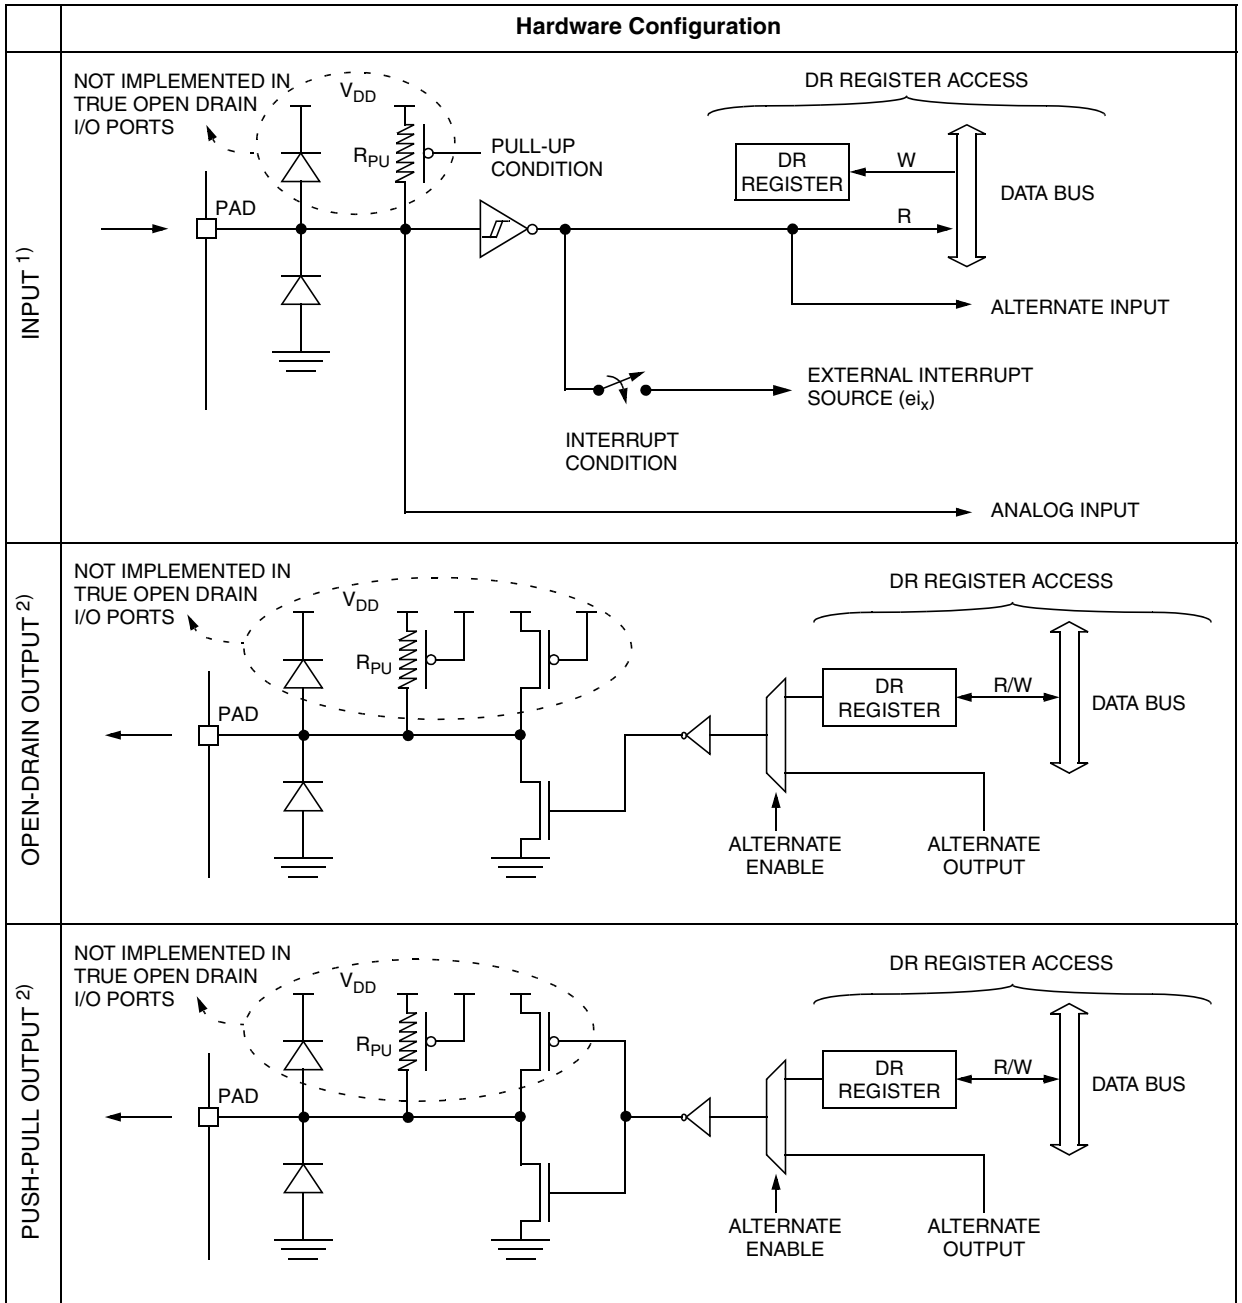 Hardware Configuration
INPUT 1)
NOT IMPLEMENTED IN
TRUE OPEN DRAIN
I/O PORTS
VDD
RPU
PULL-UP
CONDITION
PAD
DR REGISTER ACCESS
DR
REGISTER
W
R
DATA BUS
ALTERNATE INPUT
EXTERNAL INTERRUPT
SOURCE (eix)
INTERRUPT
CONDITION
ANALOG INPUT
OPEN-DRAIN OUTPUT 2)
NOT IMPLEMENTED IN
TRUE OPEN DRAIN
I/O PORTS
VDD
RPU
PAD
DR REGISTER ACCESS
DR
REGISTER
R/W
DATA BUS
ALTERNATE
ENABLE
ALTERNATE
OUTPUT
PUSH-PULL OUTPUT 2)
NOT IMPLEMENTED IN
TRUE OPEN DRAIN
I/O PORTS
VDD
RPU
PAD
DR REGISTER ACCESS
DR
REGISTER
R/W
DATA BUS
ALTERNATE
ENABLE
ALTERNATE
OUTPUT